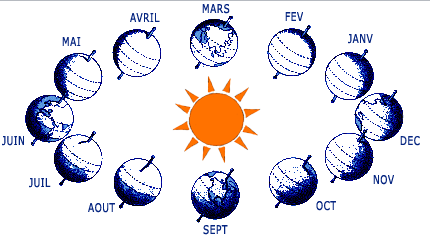 MARS
AVRIL
FEV
MAI
JANV
JUIN
DEC
JUIL
NOV
AOUT
OCT
SEPT